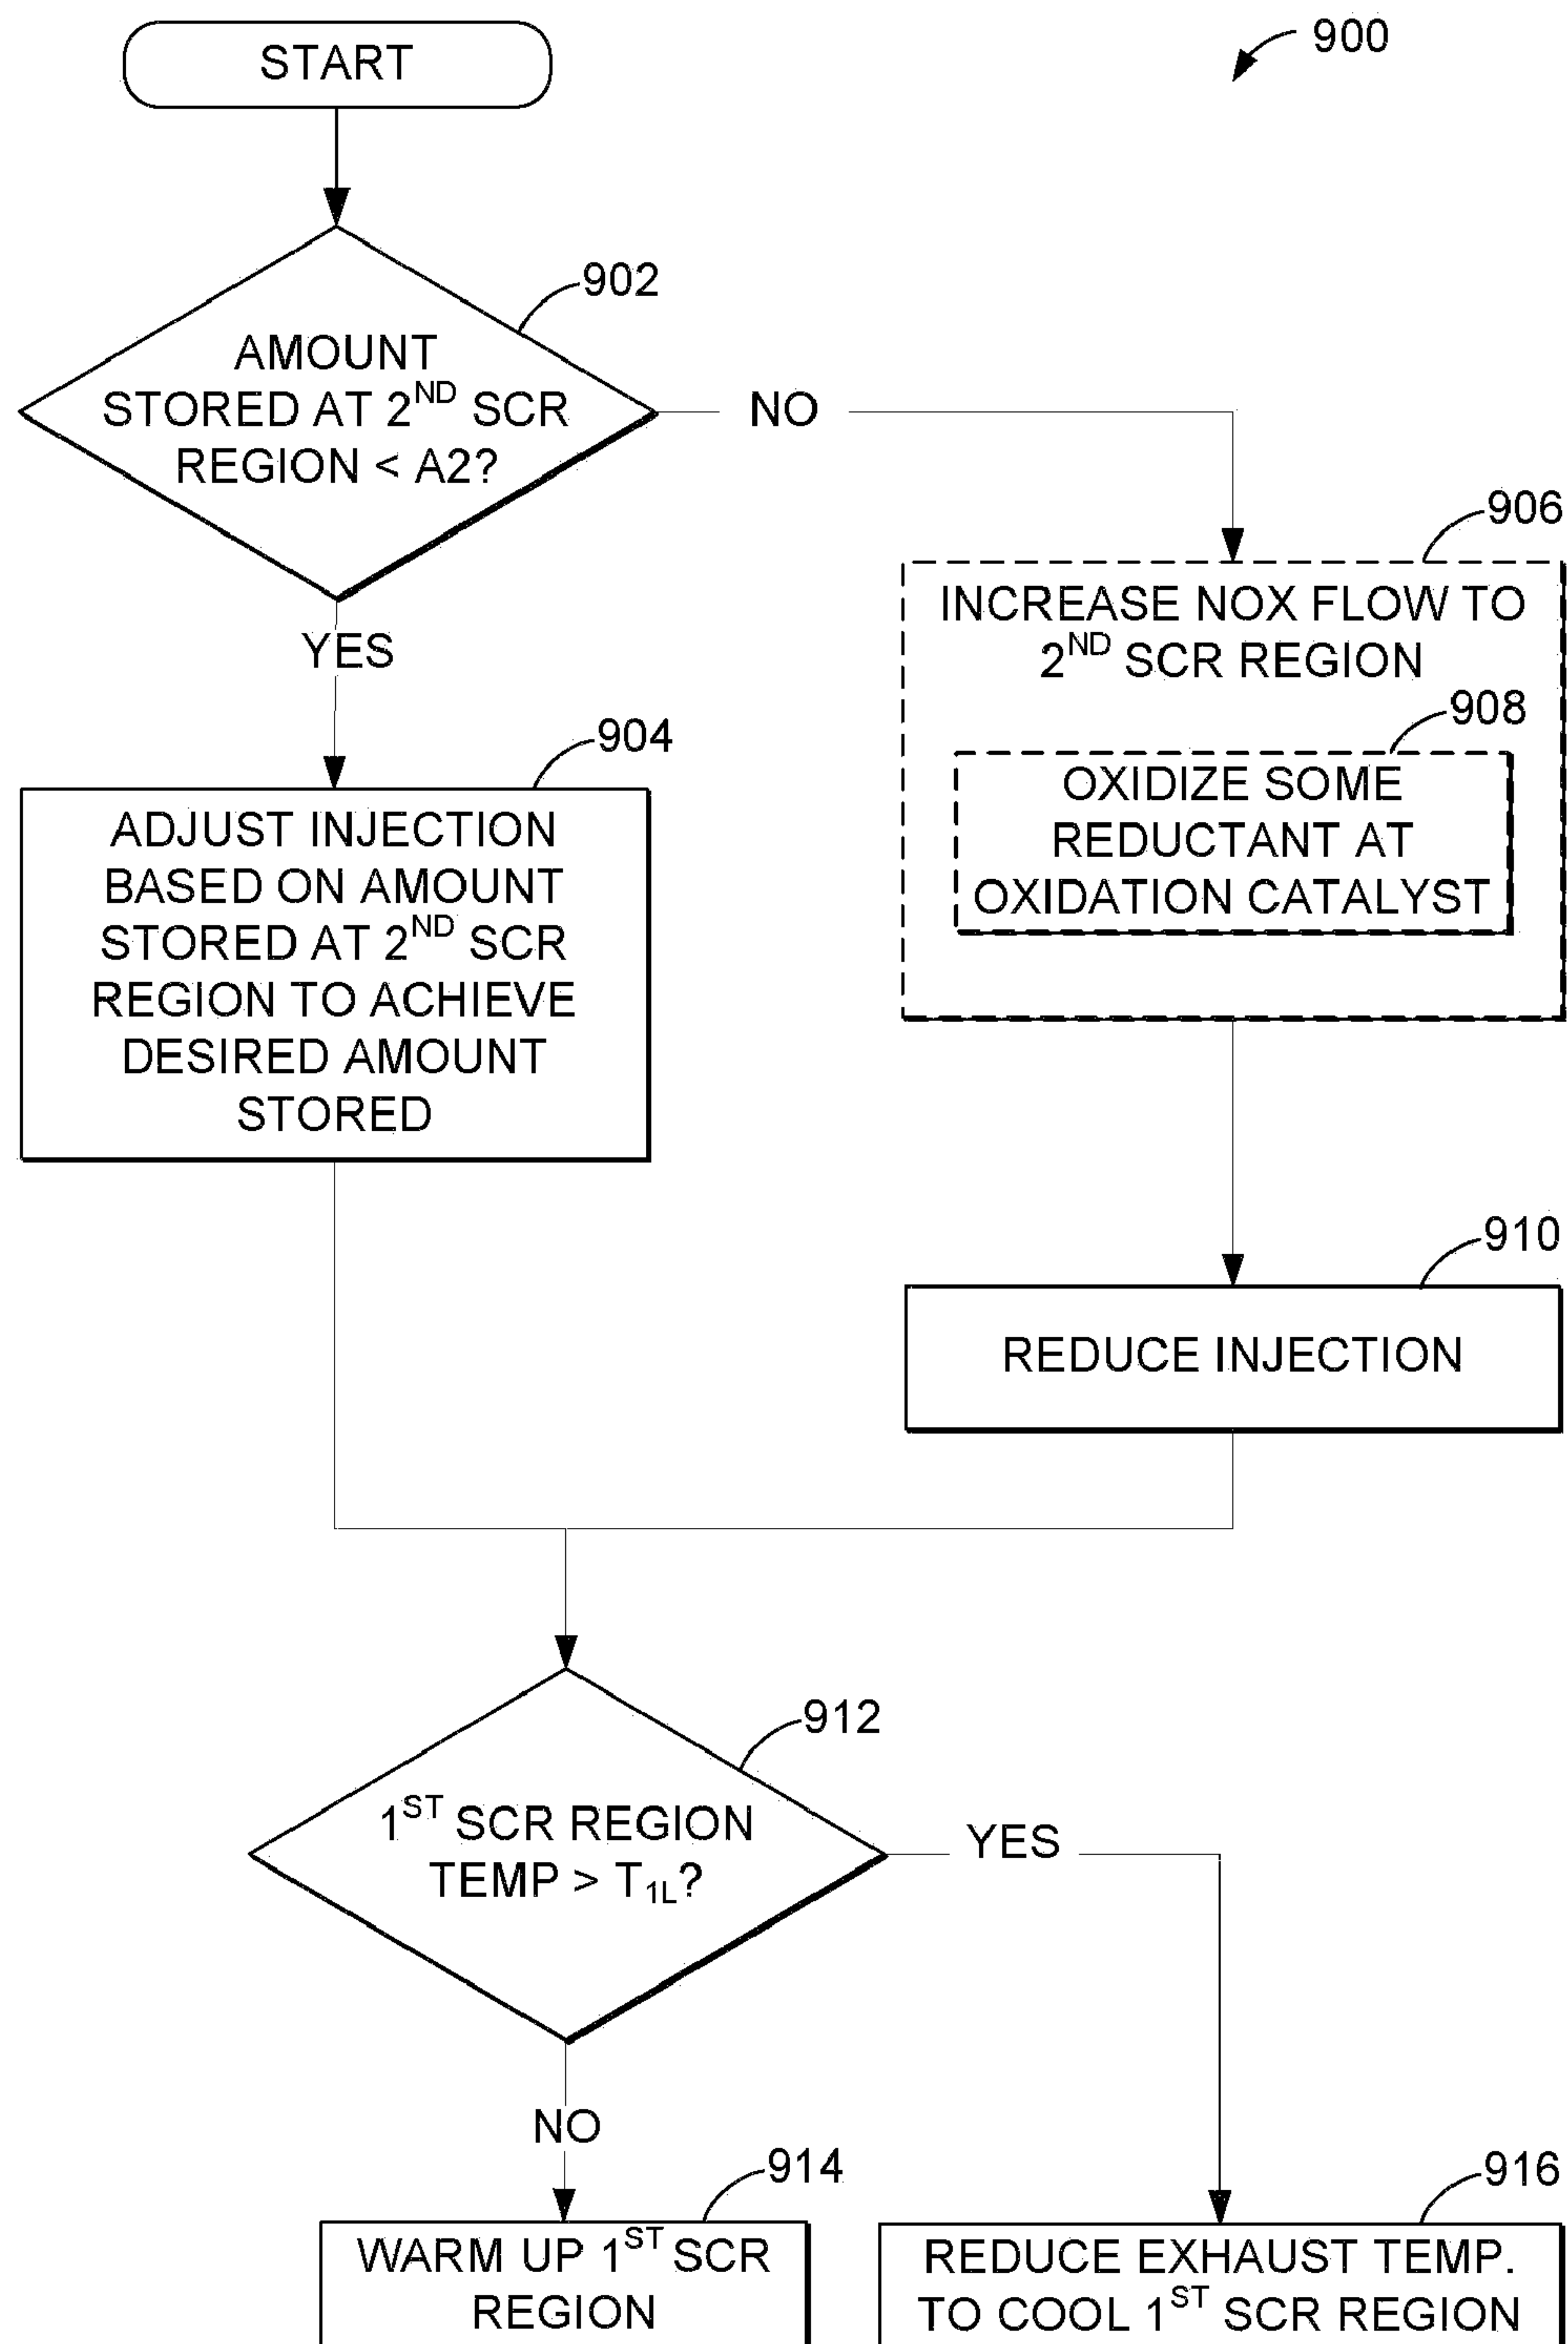 START
900
902
AMOUNT
STORED AT 2ND SCR
REGION < A2?
NO
YES
906
INCREASE NOX FLOW TO
2ND SCR REGION
908
OXIDIZE SOME
REDUCTANT AT
OXIDATION CATALYST
904
ADJUST INJECTION
BASED ON AMOUNT
STORED AT 2ND SCR
REGION TO ACHIEVE
DESIRED AMOUNT
STORED
910
REDUCE INJECTION
912
1ST SCR REGION
TEMP > T1L?
YES
NO
914
WARM UP 1ST SCR
REGION
916
REDUCE EXHAUST TEMP.
TO COOL 1ST SCR REGION